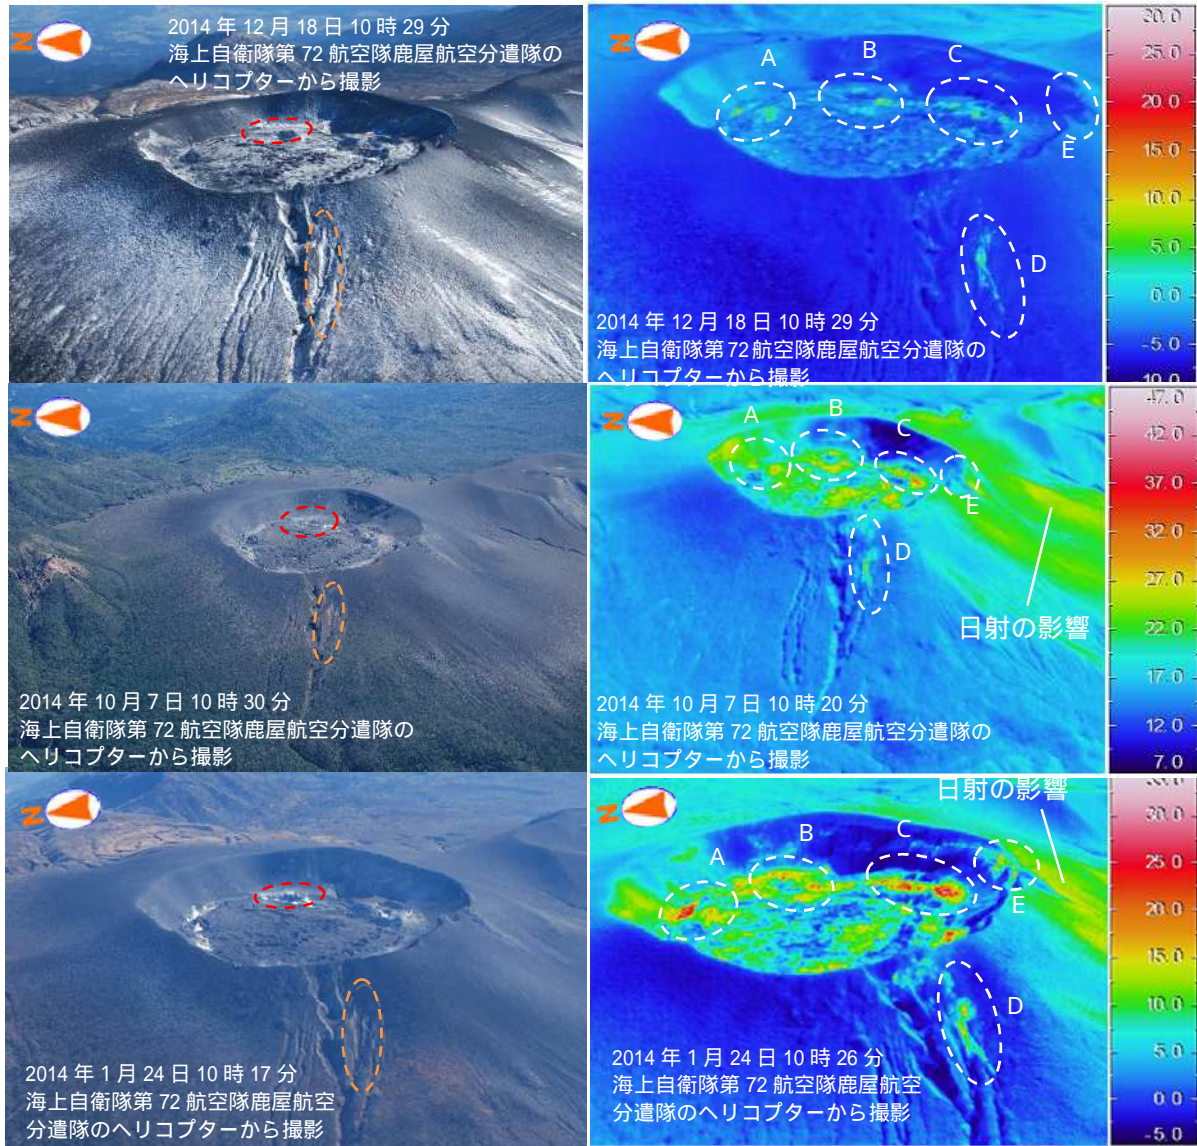 N
2014 年 12 月 18 日 10 時 29 分
海上自衛隊第 72 航空隊鹿屋航空分遣隊の
ヘリコプターから撮影
N
A
B
C
E
D
2014 年 12 月 18 日 10 時 29 分
海上自衛隊第 72 航空隊鹿屋航空分遣隊の
ヘリコプターから撮影
30.0
25.0
20.0
15.0
10.0
5.0
0.0
-5.0
N
2014 年 10 月 7 日 10 時 30 分
海上自衛隊第 72 航空隊鹿屋航空分遣隊の
ヘリコプターから撮影
N
A
B
C
E
D
日射の影響
2014 年 10 月 7 日 10 時 20 分
海上自衛隊第 72 航空隊鹿屋航空分遣隊の
ヘリコプターから撮影
47.0
42.0
37.0
32.0
27.0
22.0
17.0
12.0
7.0
N
2014 年 1 月 24 日 10 時 17 分
海上自衛隊第 72 航空隊鹿屋航空
分遣隊のヘリコプターから撮影
N
日射の影響
A
B
C
E
D
2014 年 1 月 24 日 10 時 26 分
海上自衛隊第 72 航空隊鹿屋航空
分遣隊のヘリコプターから撮影
30.0
25.0
20.0
15.0
10.0
5.0
0.0
-5.0